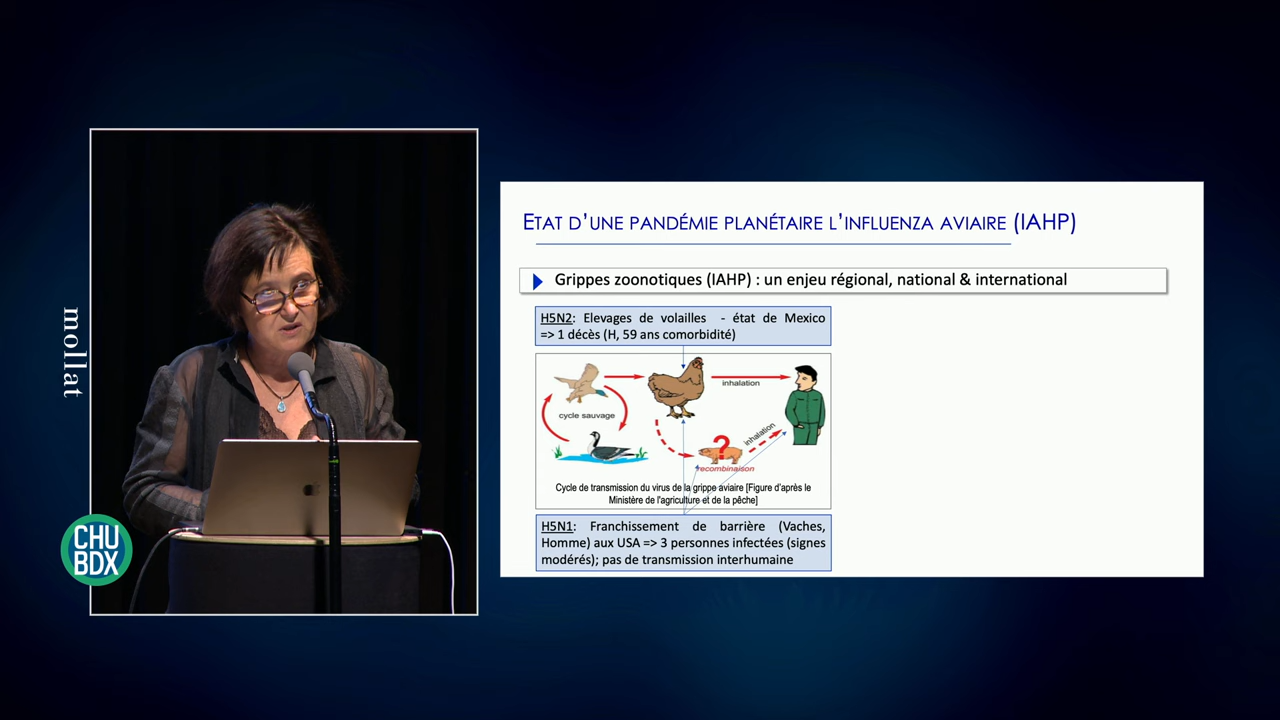 mollat
CHU
BDX
ETAT D'UNE PANDÉMIE PLANÉTAIRE L'INFLUENZA AVIAIRE (IAHP)
Grippes zoonotiques (IAHP) : un enjeu régional, national & international
H5N2: Elevages de volailles - état de Mexico
=> 1 décès (H, 59 ans comorbidité)
inhalation
cycle sauvage
inhalation
?
recombinaison
Cycle de transmission du virus de la grippe aviaire [Figure d'après le
Ministère de l'agriculture et de la pêche]
H5N1: Franchissement de barrière (Vaches,
Homme) aux USA => 3 personnes infectées (signes
modérés); pas de transmission interhumaine